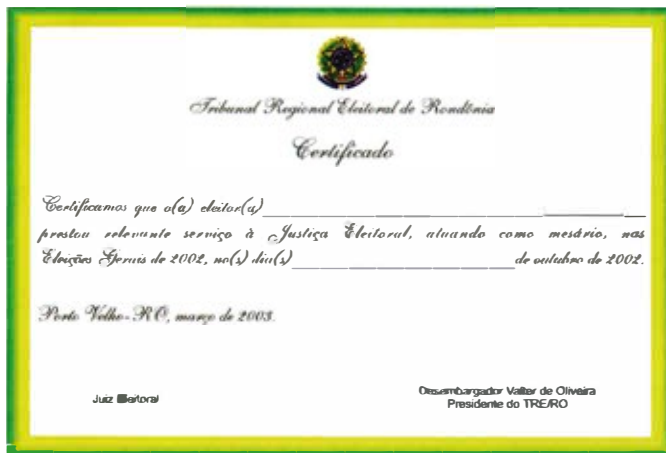 Tribunal Regional Eleitoral de Rondônia
Certificado
Certificamos que o(a) eleitor(a)
prestou relevante serviço à Justiça Eleitoral, atuando como mesário, nas
Eleições Gerais de 2002, no(s) dia(s) de outubro de 2002.
Porto Velho-RO, março de 2003.
Juiz Eleitoral
Desembargador Valter de Oliveira
Presidente do TRE/RO